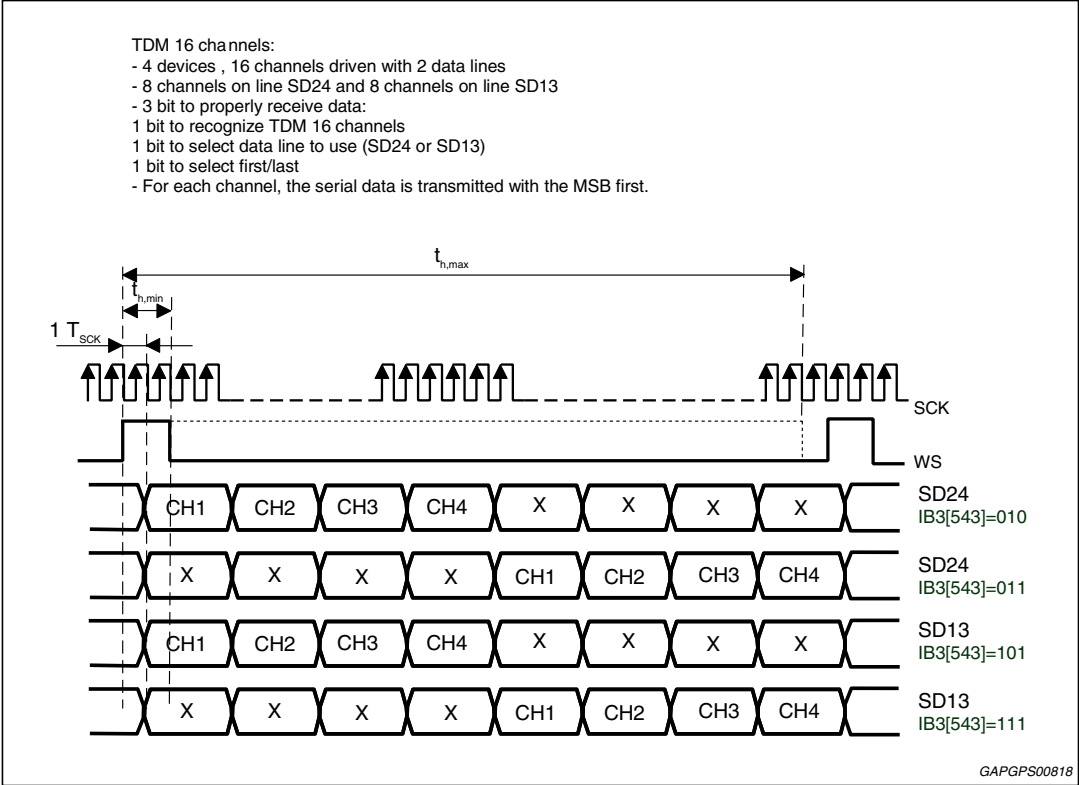 TDM 16 channels:
- 4 devices , 16 channels driven with 2 data lines
- 8 channels on line SD24 and 8 channels on line SD13
- 3 bit to properly receive data:
1 bit to recognize TDM 16 channels
1 bit to select data line to use (SD24 or SD13)
1 bit to select first/last
- For each channel, the serial data is transmitted with the MSB first.
th,max
th,min
1 TSCK
SCK
WS
CH1 CH2 CH3 CH4 X X X X SD24
IB3[543]=010
X X X X CH1 CH2 CH3 CH4 SD24
IB3[543]=011
CH1 CH2 CH3 CH4 X X X X SD13
IB3[543]=101
X X X X CH1 CH2 CH3 CH4 SD13
IB3[543]=111
GAPGPS00818